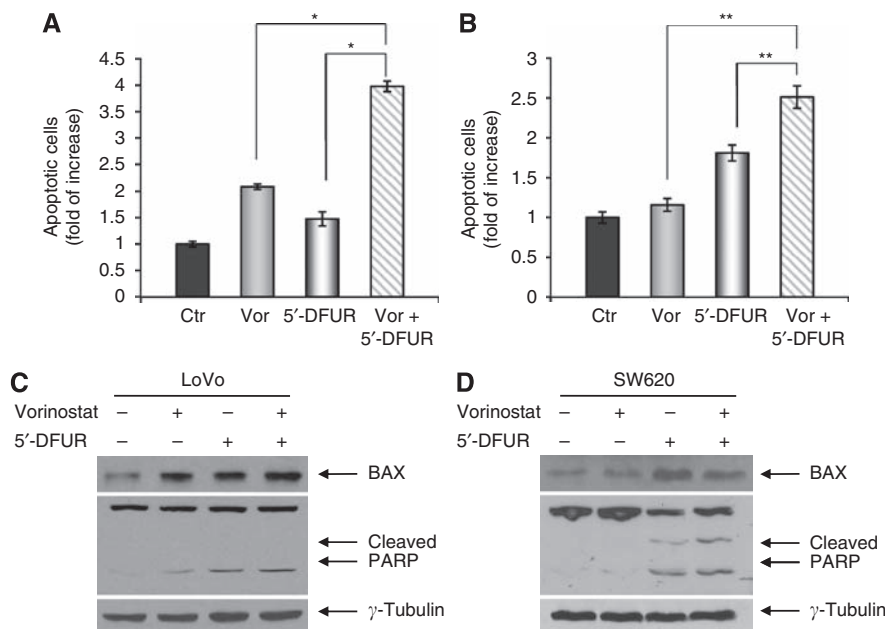 A
Apoptotic cells
(fold of increase)
4.5
4
3.5
3
2.5
2
1.5
1
0.5
0
*
*
Ctr
Vor
5′-DFUR
Vor +
5′-DFUR
B
Apoptotic cells
(fold of increase)
3
2.5
2
1.5
1
0.5
0
**
**
Ctr
Vor
5′-DFUR
Vor +
5′-DFUR
C
LoVo
Vorinostat – + – +
5′-DFUR – – + +
BAX
Cleaved
PARP
γ-Tubulin
D
SW620
Vorinostat – + – +
5′-DFUR – – + +
BAX
Cleaved
PARP
γ-Tubulin